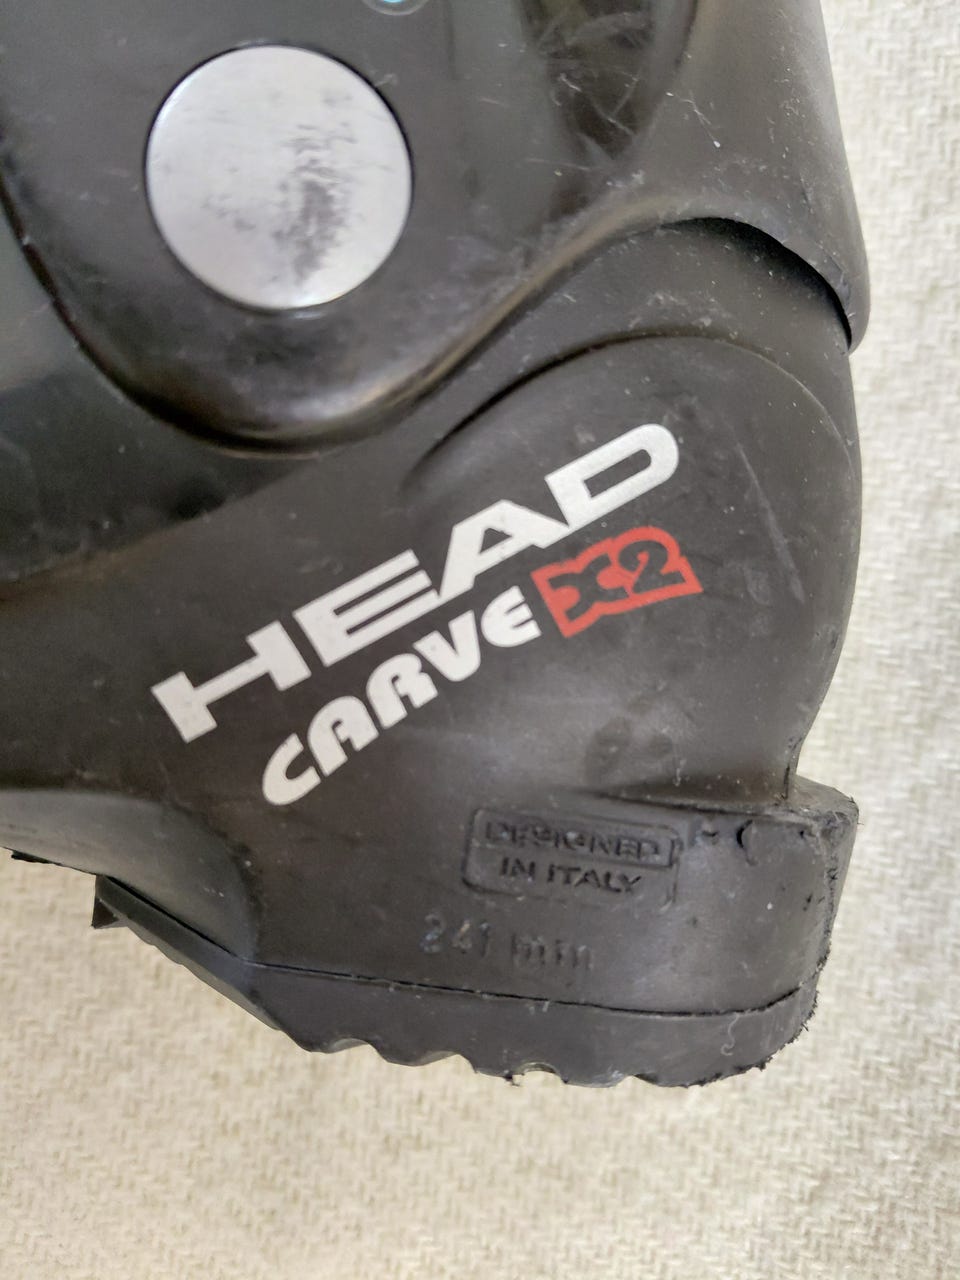 HEAD
CARVE X2
DESIGNED
IN ITALY
241 mm